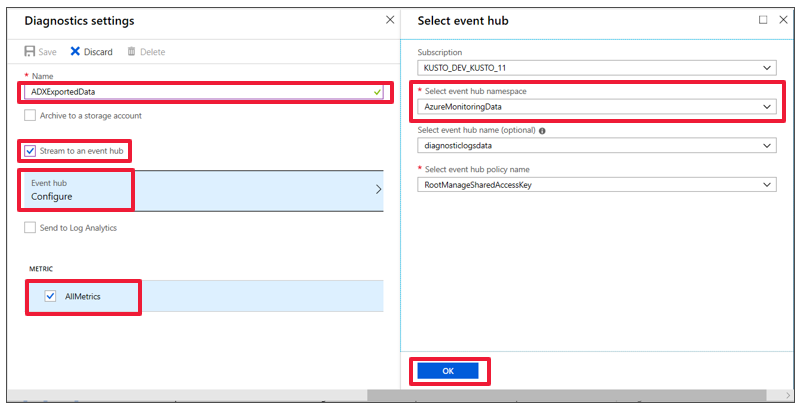 Diagnostics settings
Save Discard Delete
* Name
ADXExportedData
Archive to a storage account
Stream to an event hub
Event hub
Configure
Send to Log Analytics
METRIC
AllMetrics
Select event hub
Subscription
KUSTO_DEV_KUSTO_11
* Select event hub namespace
AzureMonitoringData
Select event hub name (optional)
diagnosticlogsdata
* Select event hub policy name
RootManageSharedAccessKey
OK